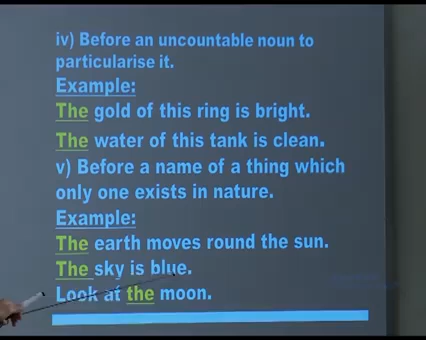 iv) Before an uncountable noun to
particularise it.
Example:
The gold of this ring is bright.
The water of this tank is clean.
v) Before a name of a thing which
only one exists in nature.
Example:
The earth moves round the sun.
The sky is blue.
Look at the moon.